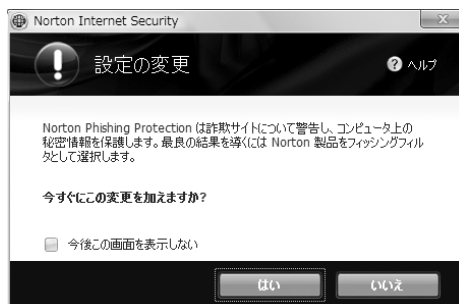 Norton Internet Security
設定の変更
ヘルプ
Norton Phishing Protection は詐欺サイトについて警告し、コンピュータ上の
秘密情報を保護します。最良の結果を導くには Norton 製品をフィッシングフィル
タとして選択します。
今すぐにこの変更を加えますか?
今後この画面を表示しない
はい
いいえ